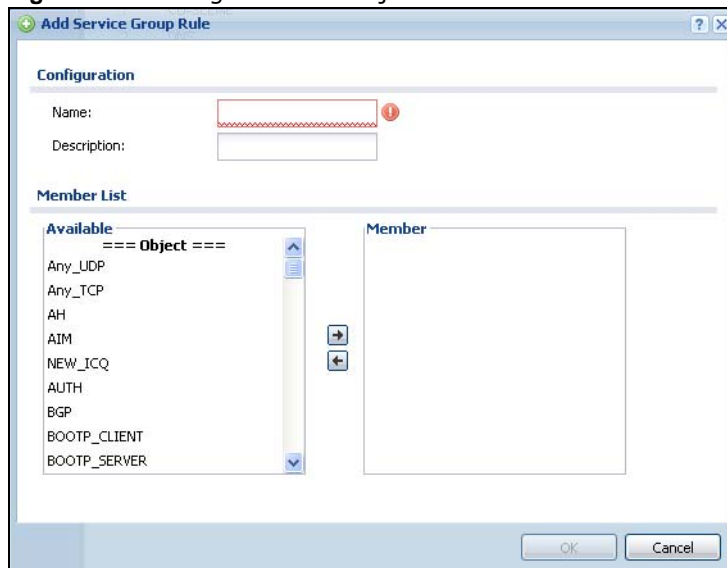 Add Service Group Rule
Configuration
Name:
Description:
Member List
Available
=== Object ===
Any_UDP
Any_TCP
AH
AIM
NEW_ICQ
AUTH
BGP
BOOTP_CLIENT
BOOTP_SERVER
Member
OK
Cancel